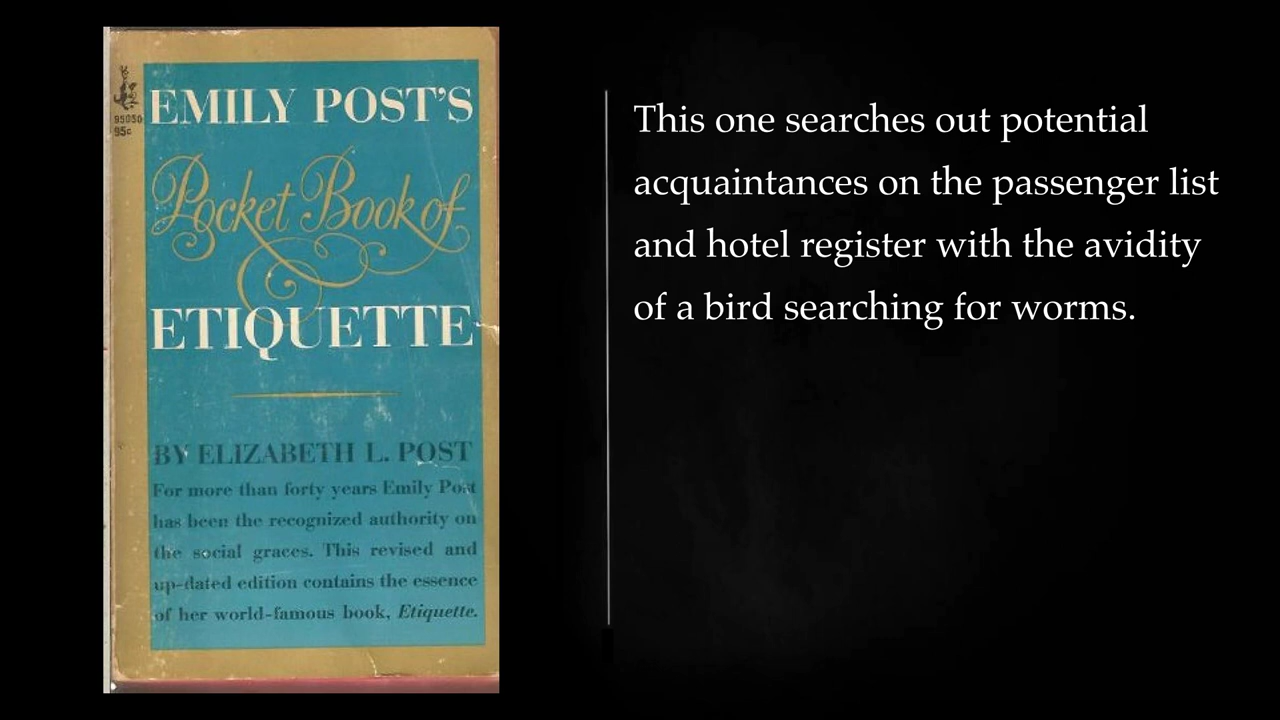 95050
95c
EMILY POST'S
Pocket Book of
ETIQUETTE
BY ELIZABETH L. POST
For more than forty years Emily Post
has been the recognized authority on
the social graces. This revised and
up-dated edition contains the essence
of her world-famous book, Etiquette.
This one searches out potential
acquaintances on the passenger list
and hotel register with the avidity
of a bird searching for worms.